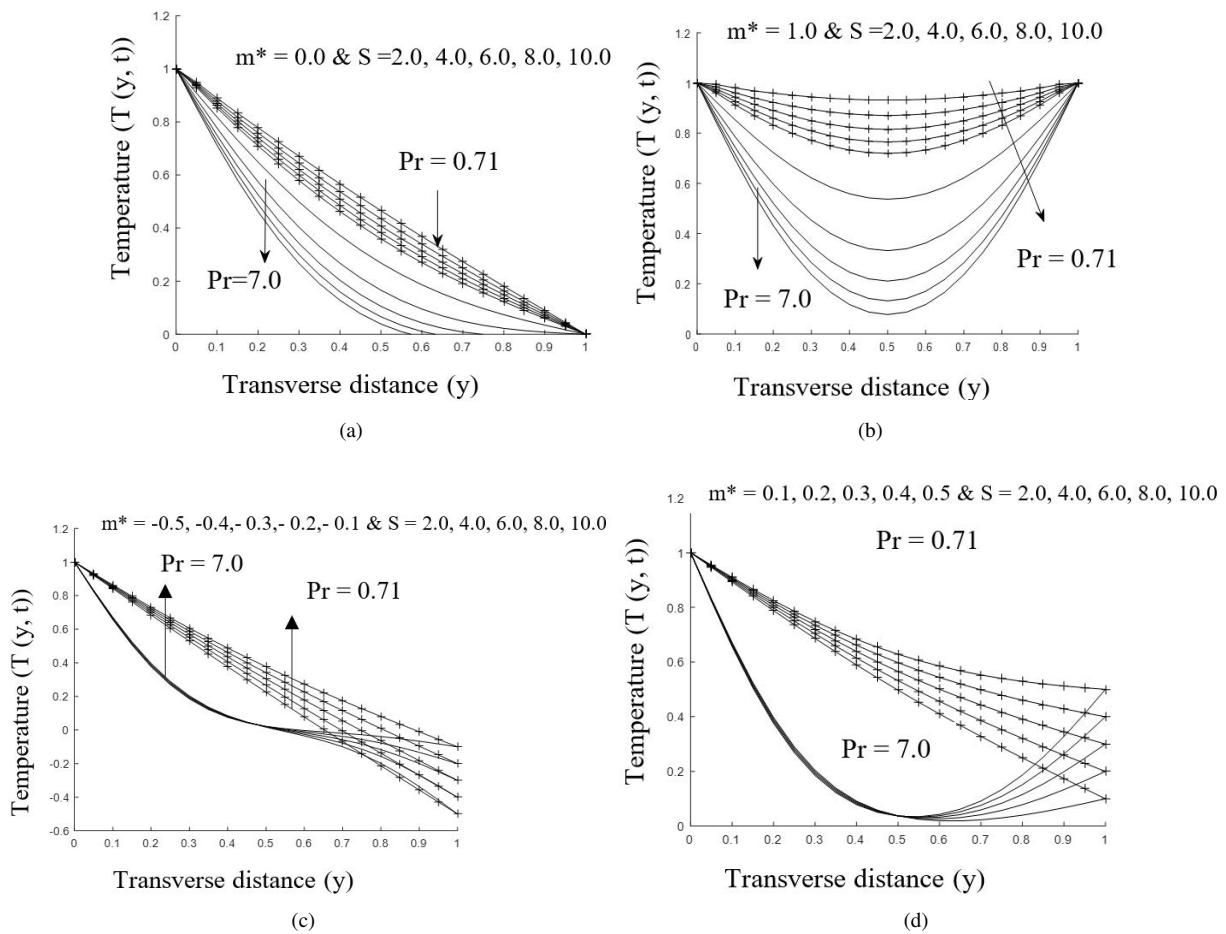 1.2
1
0.8
0.6
0.4
0.2
0
m* = 0.0 & S =2.0, 4.0, 6.0, 8.0, 10.0
Pr = 0.71
Pr=7.0
Temperature (T (y, t))
0 0.1 0.2 0.3 0.4 0.5 0.6 0.7 0.8 0.9 1
Transverse distance (y)
(a)
m* = 1.0 & S =2.0, 4.0, 6.0, 8.0, 10.0
1.2
1
0.8
0.6
0.4
0.2
0
Pr = 0.71
Pr = 7.0
Temperature (T (y, t))
0 0.1 0.2 0.3 0.4 0.5 0.6 0.7 0.8 0.9 1
Transverse distance (y)
(b)
m* = -0.5, -0.4,- 0.3,- 0.2,- 0.1 & S = 2.0, 4.0, 6.0, 8.0, 10.0
1.2
1
0.8
0.6
0.4
0.2
0
-0.2
-0.4
-0.6
Pr = 7.0
Pr = 0.71
Temperature (T (y, t))
0 0.1 0.2 0.3 0.4 0.5 0.6 0.7 0.8 0.9 1
Transverse distance (y)
(c)
m* = 0.1, 0.2, 0.3, 0.4, 0.5 & S = 2.0, 4.0, 6.0, 8.0, 10.0
1.2
1
0.8
0.6
0.4
0.2
0
Pr = 0.71
Pr = 7.0
Temperature (T (y, t))
0 0.1 0.2 0.3 0.4 0.5 0.6 0.7 0.8 0.9 1
Transverse distance (y)
(d)